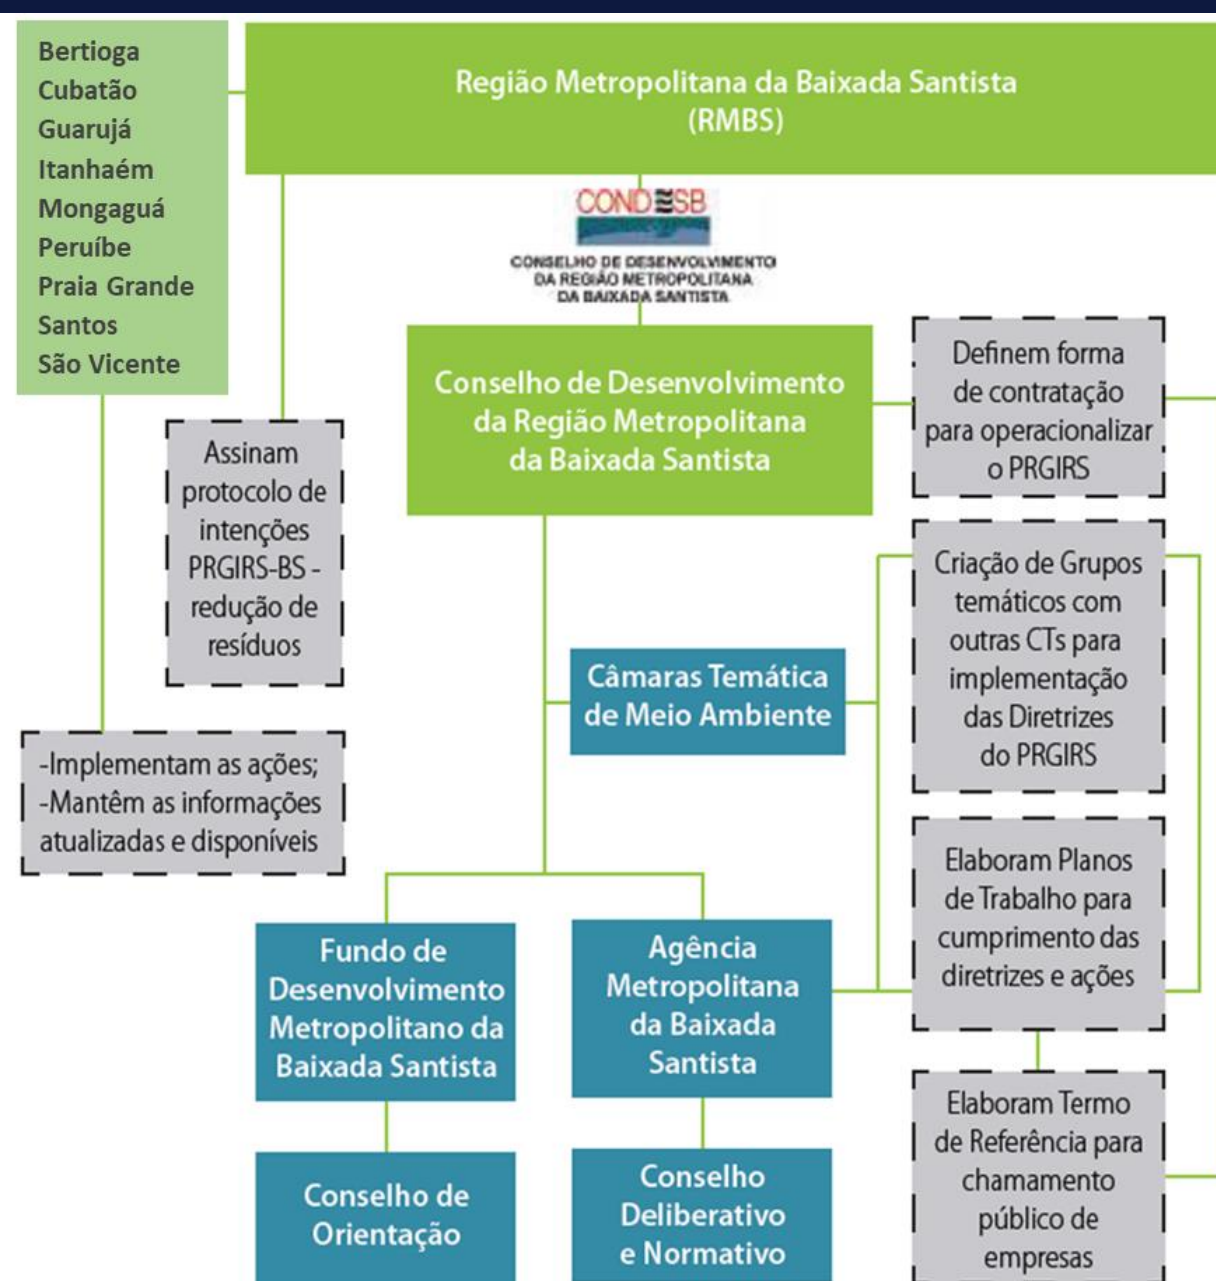 Bertioga
Cubatão
Guarujá
Itanhaém
Mongaguá
Peruíbe
Praia Grande
Santos
São Vicente
Região Metropolitana da Baixada Santista
(RMBS)
CONDESB
CONSELHO DE DESENVOLVIMENTO
DA REGIÃO METROPOLITANA
DA BAIXADA SANTISTA
Conselho de Desenvolvimento
da Região Metropolitana
da Baixada Santista
Definem forma
de contratação
para operacionalizar
o PRGIRS
Assinam
protocolo de
intenções
PRGIRS-BS -
redução de
resíduos
Criação de Grupos
temáticos com
outras CTs para
implementação
das Diretrizes
do PRGIRS
Câmaras Temática
de Meio Ambiente
-Implementam as ações;
-Mantêm as informações
atualizadas e disponíveis
Elaboram Planos
de Trabalho para
cumprimento das
diretrizes e ações
Fundo de
Desenvolvimento
Metropolitano da
Baixada Santista
Agência
Metropolitana
da Baixada
Santista
Elaboram Termo
de Referência para
chamamento
público de
empresas
Conselho de
Orientação
Conselho
Deliberativo
e Normativo